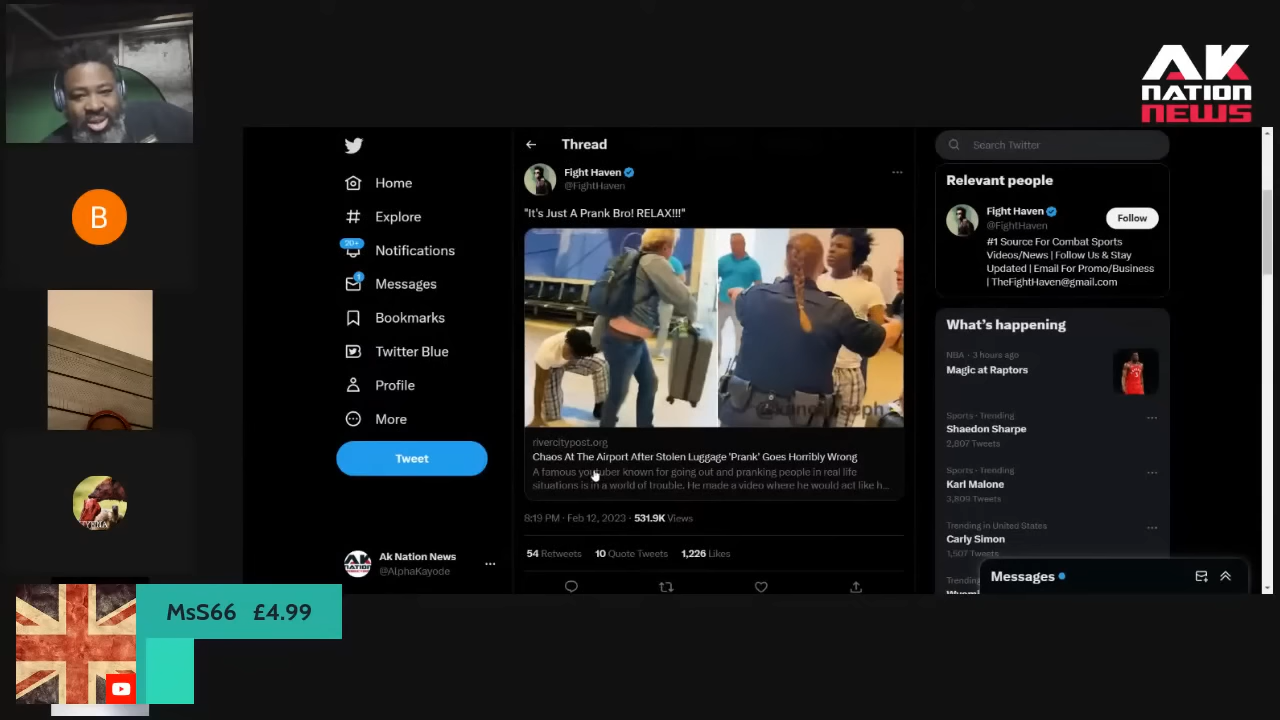 AK
NATION
NEWS
B
Home
Explore
20+
Notifications
1
Messages
Bookmarks
Twitter Blue
Profile
More
Tweet
Ak Nation News
@AlphaKayode
Thread
Fight Haven
@FightHaven
"It's Just A Prank Bro! RELAX!!!"
rivercitypost.org
Chaos At The Airport After Stolen Luggage 'Prank' Goes Horribly Wrong
A famous youtuber known for going out and pranking people in real life
situations is in a world of trouble. He made a video where he would act like h...
8:19 PM · Feb 12, 2023 · 531.9K Views
54 Retweets 10 Quote Tweets 1,226 Likes
Search Twitter
Relevant people
Fight Haven
@FightHaven
Follow
#1 Source For Combat Sports
Videos/News | Follow Us & Stay
Updated | Email For Promo/Business
| TheFightHaven@gmail.com
What's happening
NBA · 3 hours ago
Magic at Raptors
Sports · Trending
Shaedon Sharpe
2,807 Tweets
Sports · Trending
Karl Malone
3,809 Tweets
Trending in United States
Carly Simon
1,507 Tweets
Trending
Messages
MsS66 £4.99